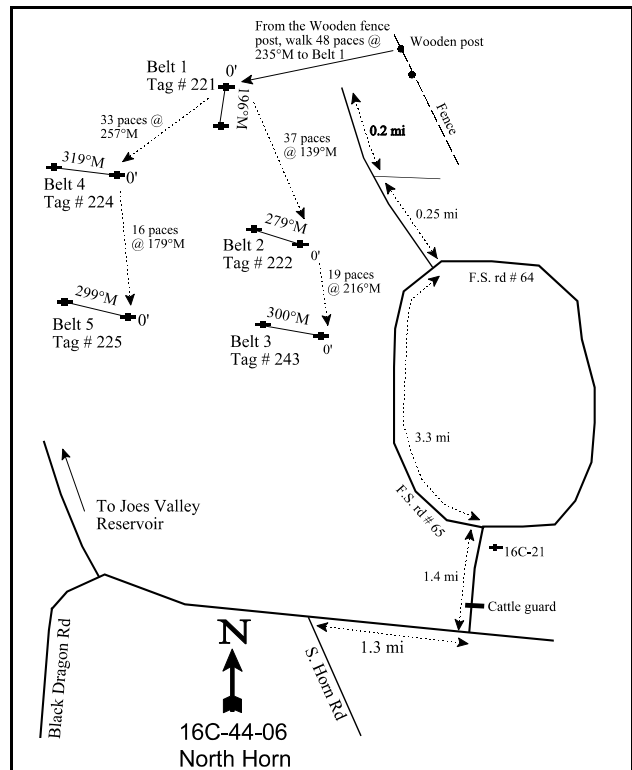 From the Wooden fence
post, walk 48 paces @
235°M to Belt 1
Wooden post
Belt 1
Tag # 221
0'
196°M
Fence
0.2 mi
33 paces @
257°M
37 paces
@ 139°M
319°M
0'
Belt 4
Tag # 224
0.25 mi
16 paces
@ 179°M
279°M
0'
Belt 2
Tag # 222
F.S. rd # 64
19 paces
@ 216°M
299°M
0'
Belt 5
Tag # 225
300°M
0'
Belt 3
Tag # 243
3.3 mi
To Joes Valley
Reservoir
F.S. rd # 65
16C-21
1.4 mi
Cattle guard
Black Dragon Rd
N
S. Horn Rd
1.3 mi
16C-44-06
North Horn